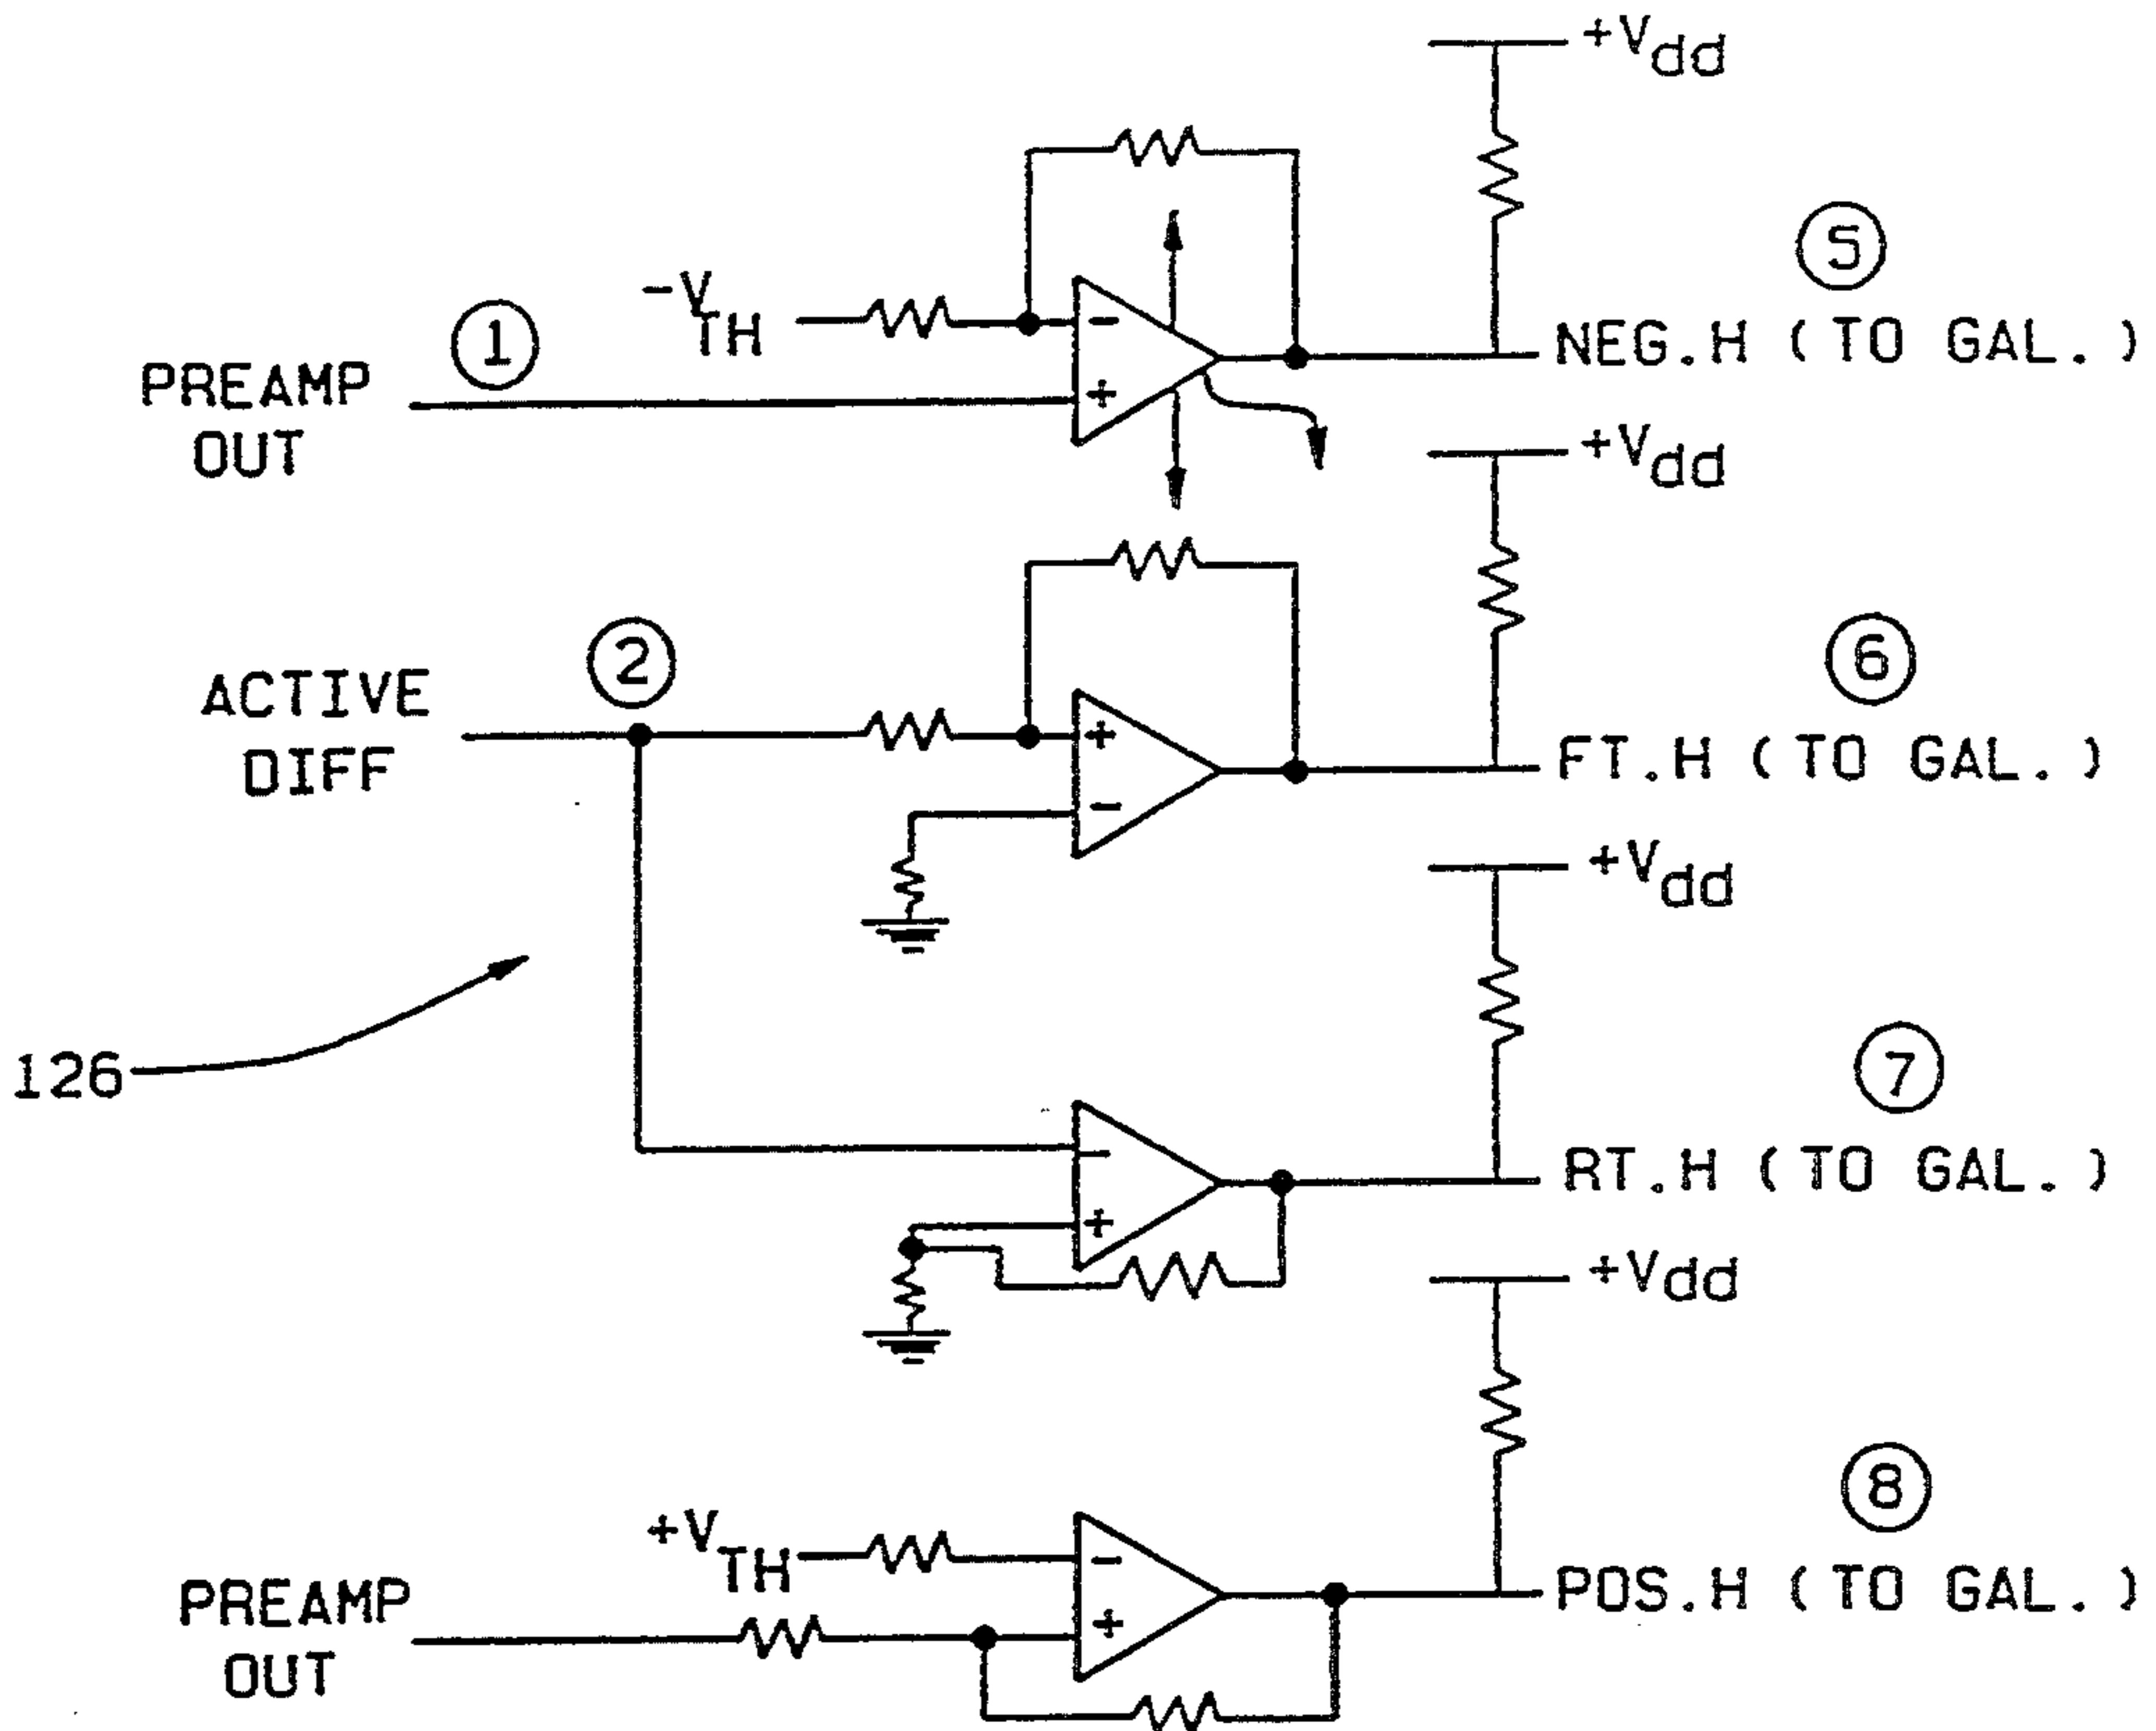 +Vdd
5
-VTH
1
NEG.H (TO GAL.)
PREAMP
OUT
-
+
+Vdd
2
6
ACTIVE
DIFF
+
-
FT.H (TO GAL.)
+Vdd
126
7
-
+
RT.H (TO GAL.)
+Vdd
8
+VTH
-
+
POS.H (TO GAL.)
PREAMP
OUT